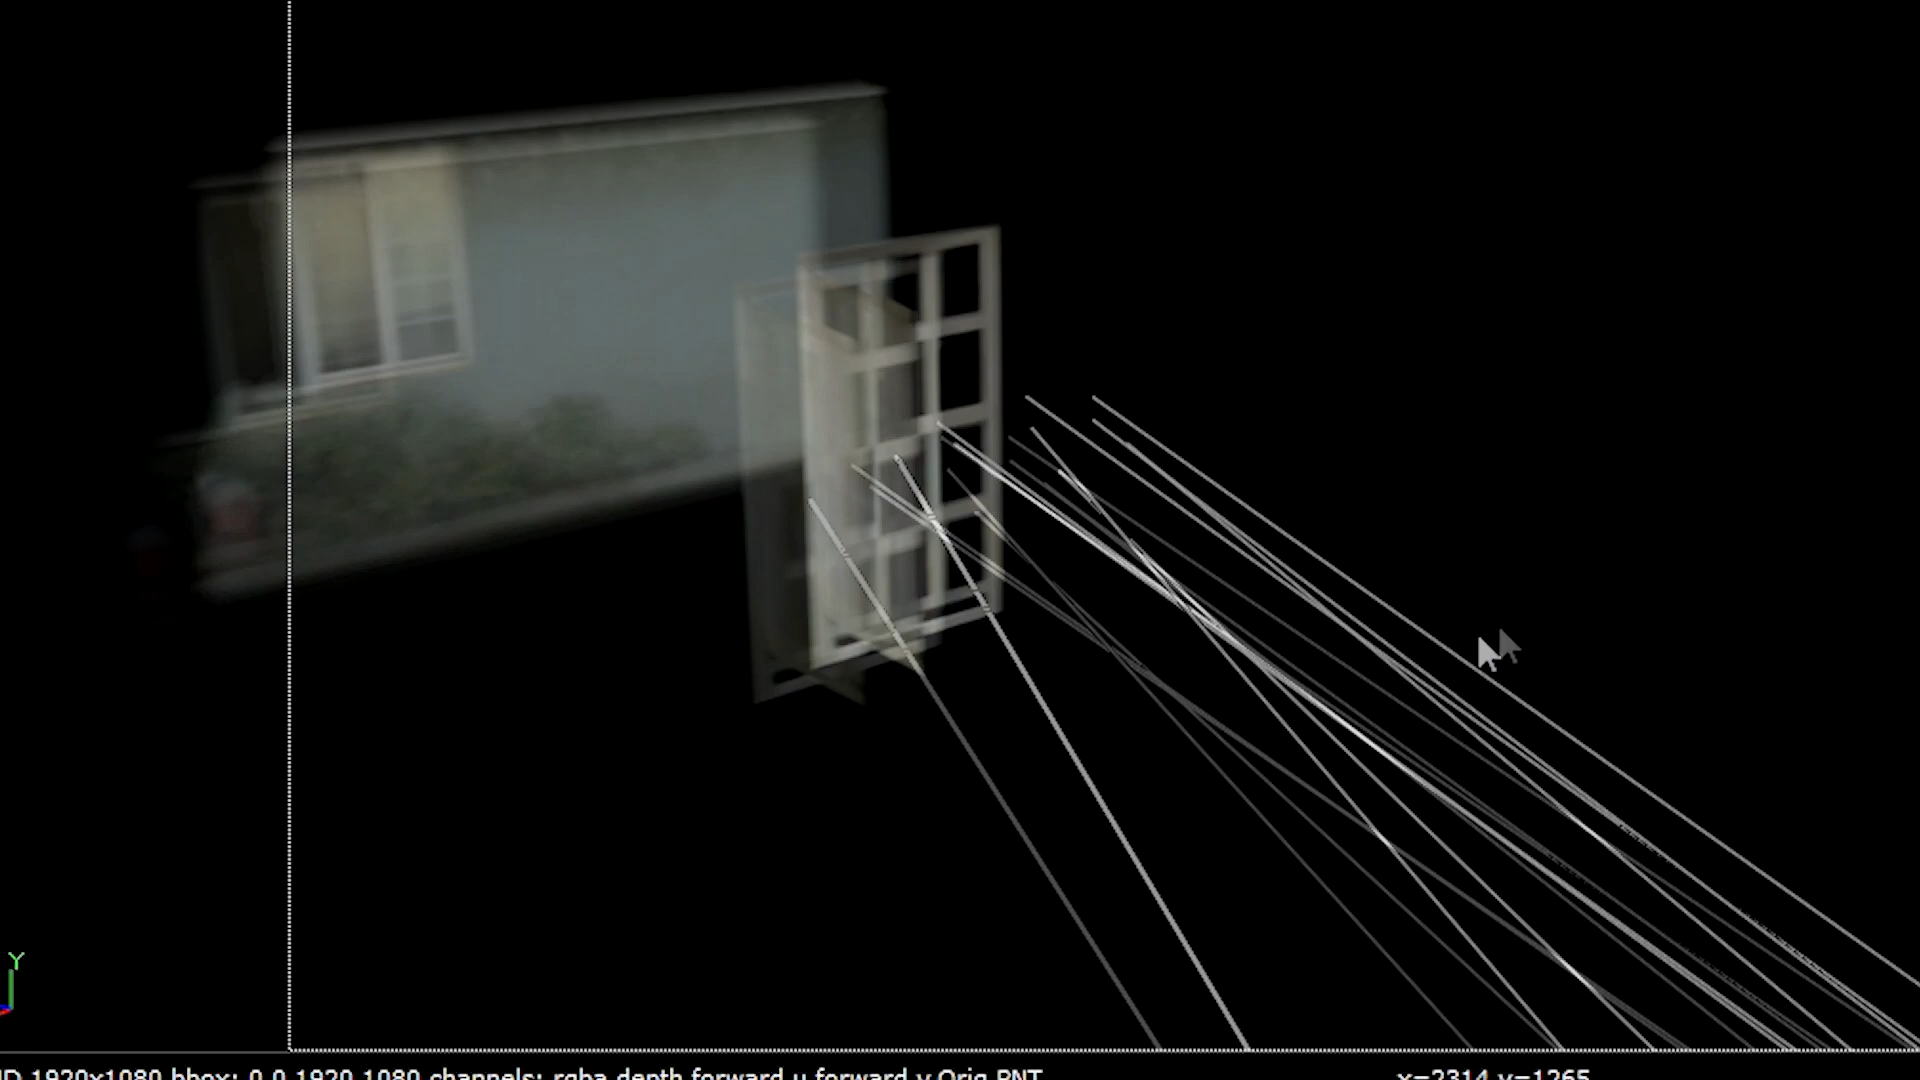 Y
D 1920x1080 bbox: 0 0 1920 1080 channels: rgba,depth,forward.u,forward.v,Orig.PNT
x=2314 y=1265